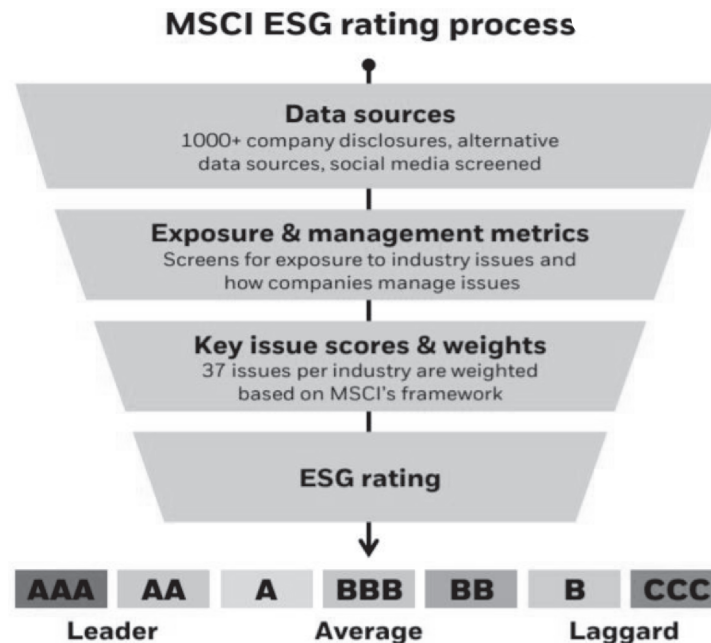 MSCI ESG rating process
Data sources
1000+ company disclosures, alternative
data sources, social media screened
Exposure & management metrics
Screens for exposure to industry issues and
how companies manage issues
Key issue scores & weights
37 issues per industry are weighted
based on MSCI's framework
ESG rating
AAA AA A BBB BB B CCC
Leader Average Laggard